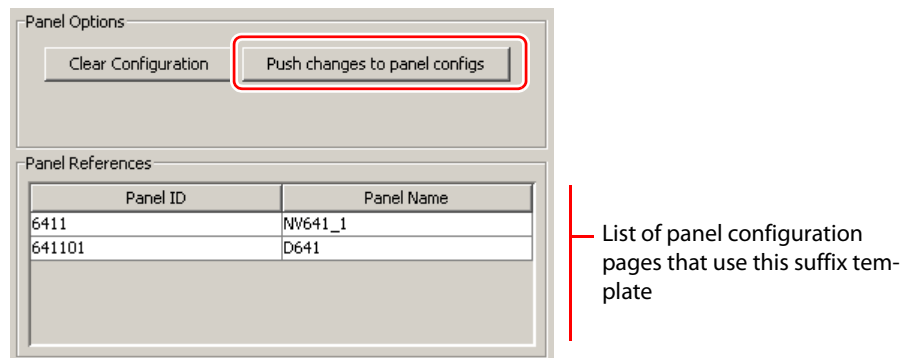 Panel Options
Clear Configuration Push changes to panel configs
Panel References
Panel ID Panel Name
6411 NV641_1
641101 D641
List of panel configuration
pages that use this suffix tem-
plate